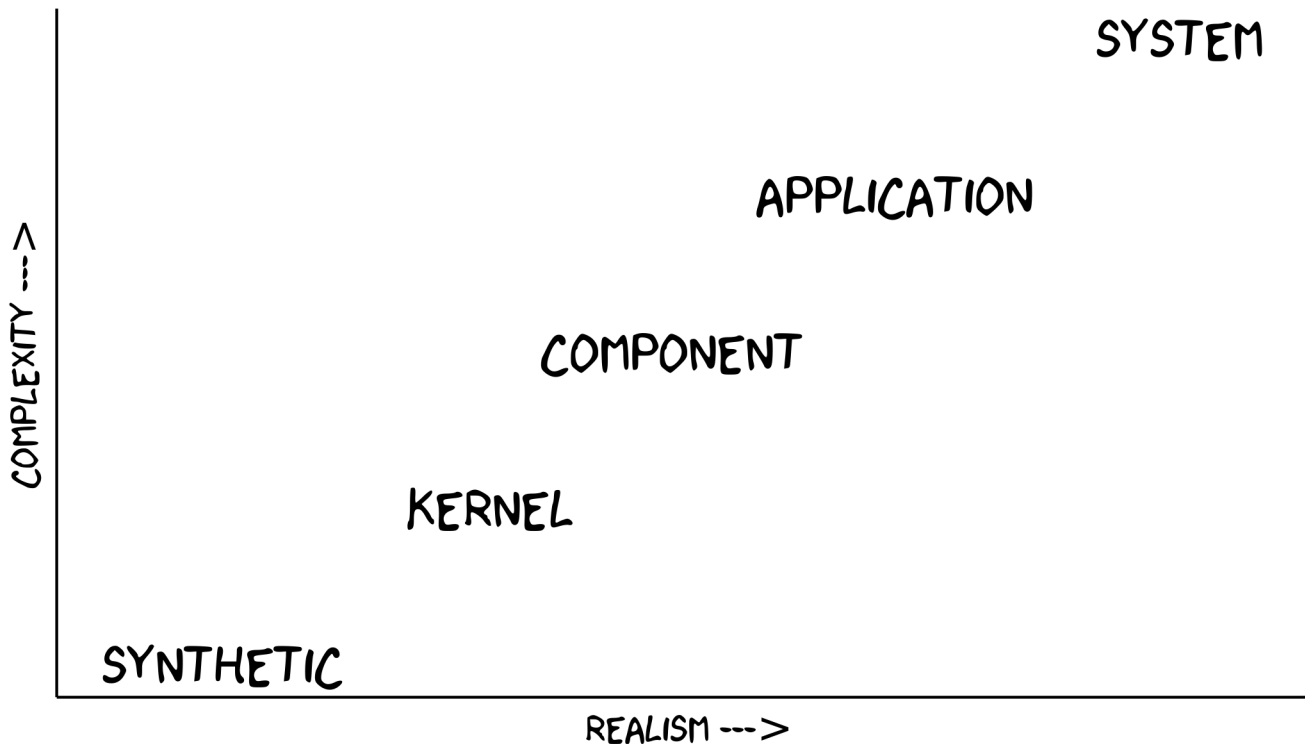 SYSTEM
APPLICATION
COMPONENT
KERNEL
SYNTHETIC
COMPLEXITY --->
REALISM --->